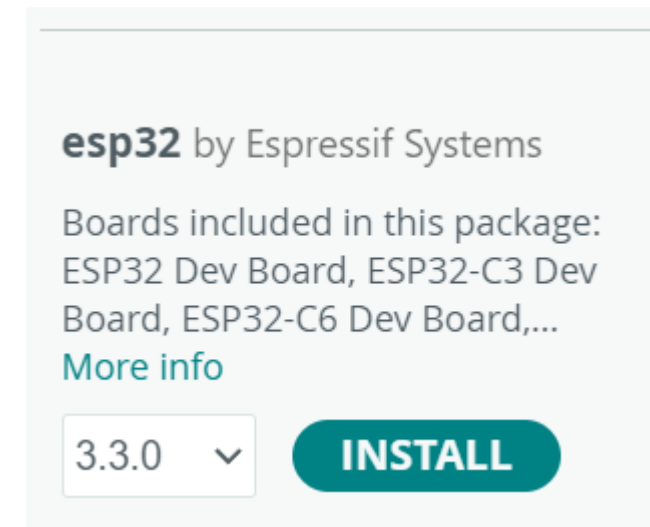 esp32 by Espressif Systems
Boards included in this package:
ESP32 Dev Board, ESP32-C3 Dev
Board, ESP32-C6 Dev Board,...
More info
3.3.0
INSTALL